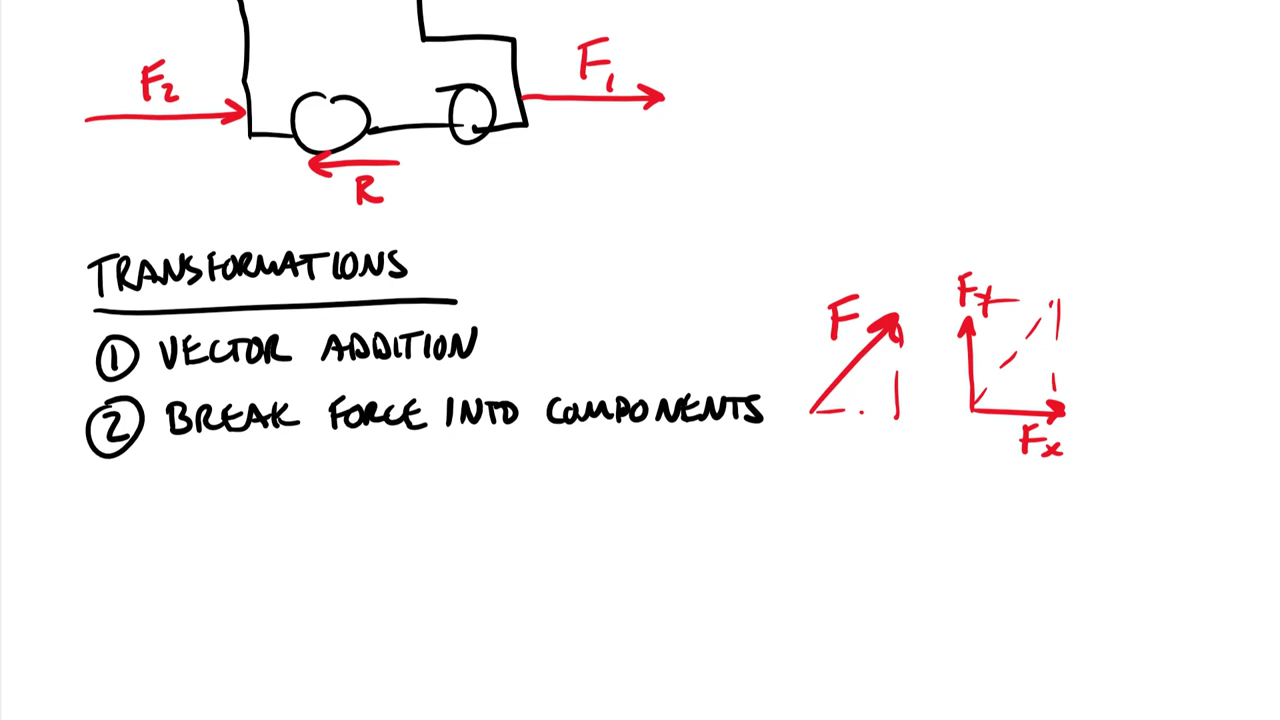 F₂
F₁
R
TRANSFORMATIONS
① VECTOR ADDITION
② BREAK FORCE INTO COMPONENTS
F
Fy
Fx